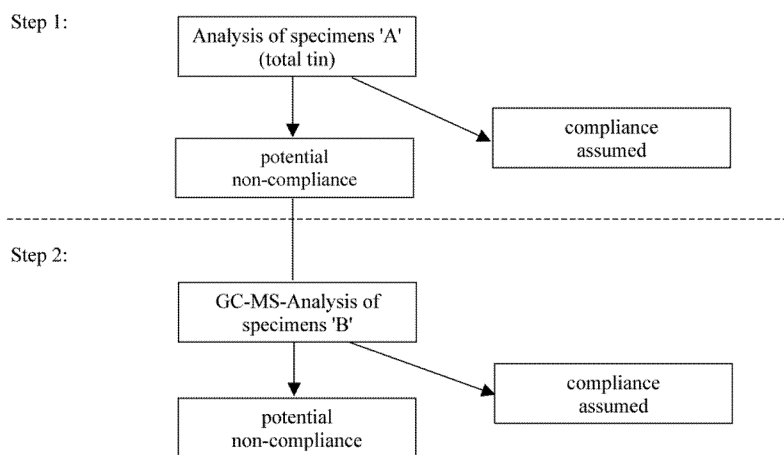 Step 1:
Analysis of specimens 'A'
(total tin)
compliance
assumed
potential
non-compliance
Step 2:
GC-MS-Analysis of
specimens 'B'
compliance
assumed
potential
non-compliance